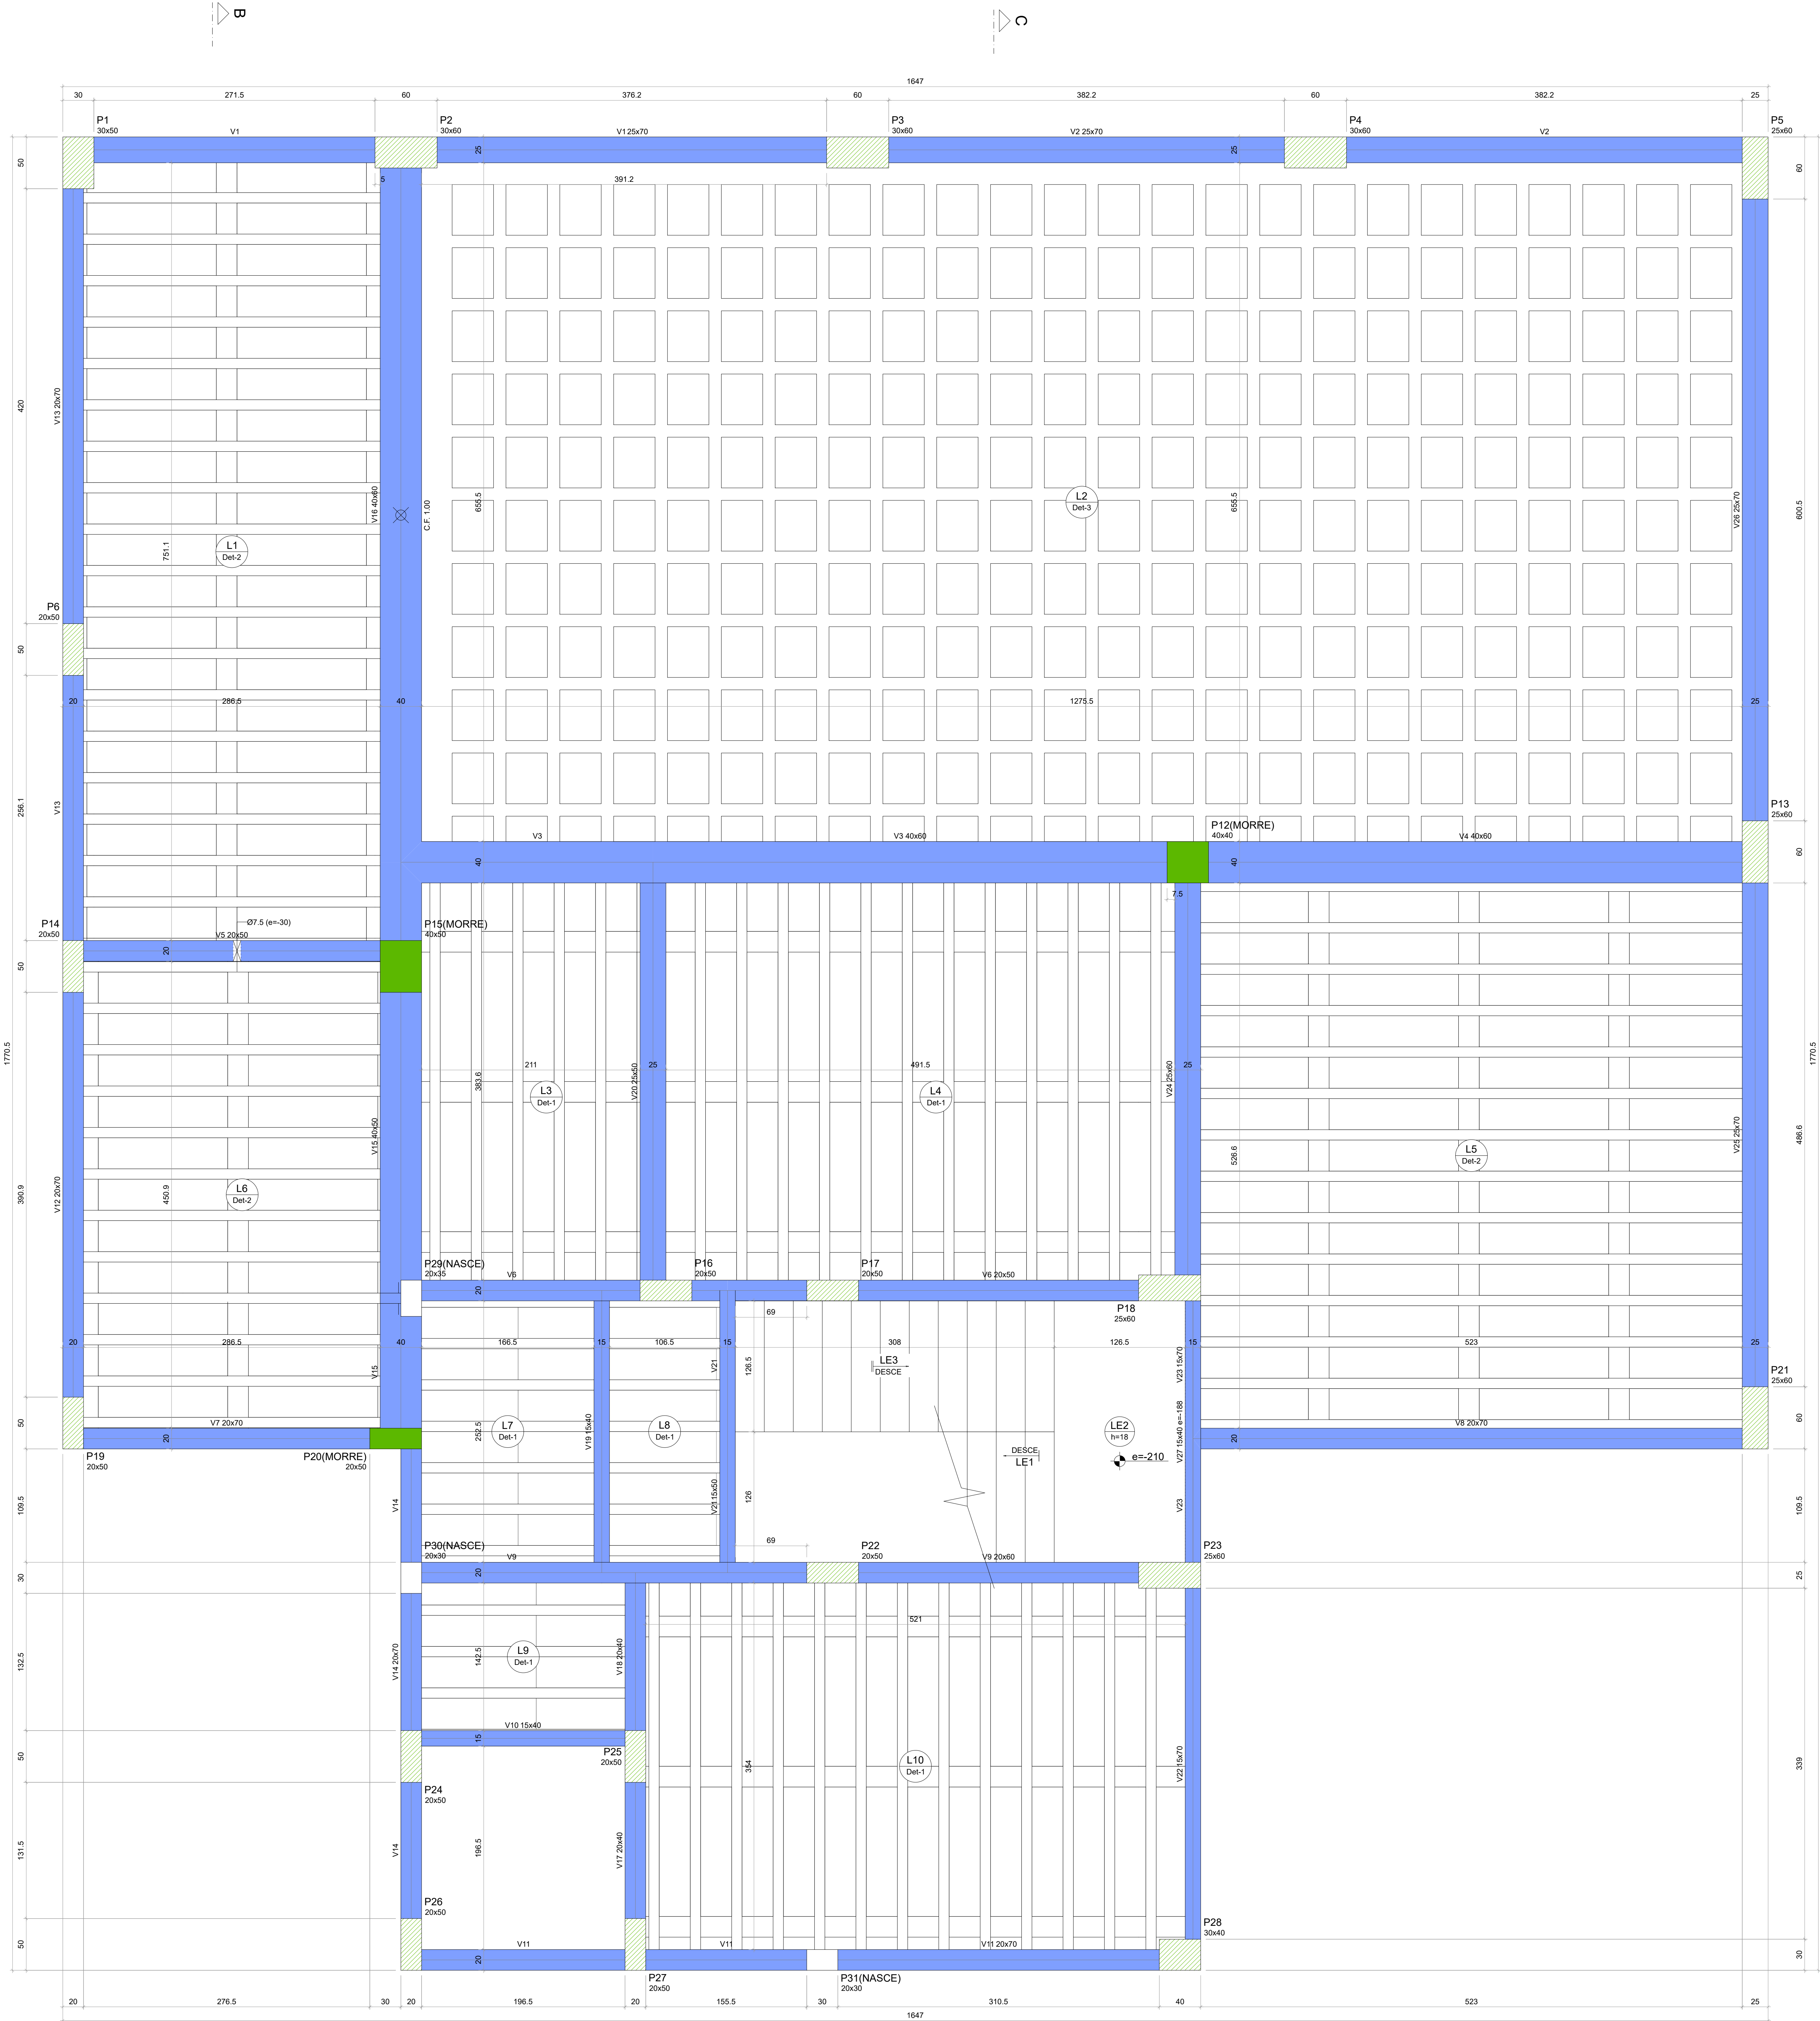 B
C
1647
30 271.5 60 376.2 60 382.2 60 382.2 25
P1
30x50
V1
P2
30x60
V1 25x70
P3
30x60
V2 25x70
P4
30x60
V2
P5
25x60
50
25
25
60
5
391.2
420
V13 20x70
V16 40x60
C.F. 1.00
655.5
L2
Det-3
655.5
V26 25x70
600.5
751.1
L1
Det-2
P6
20x50
50
20
286.5
40
1275.5
25
256.1
V13
V3
V3 40x60
P12(MORRE)
40x40
V4 40x60
P13
25x60
40
40
60
7.5
P14
20x50
Ø7.5 (e=-30)
V5 20x50
P15(MORRE)
40x50
20
50
1770.5
1770.5
211
25
491.5
25
383.6
V20 25x50
V24 25x60
L3
Det-1
L4
Det-1
V15 40x50
526.6
L5
Det-2
V25 25x70
486.6
390.9
V12 20x70
450.9
L6
Det-2
P29(NASCE)
20x35
V6
P16
20x50
P17
20x50
V6 20x50
20
69
P18
25x60
20
286.5
40
166.5
15
106.5
15
308
126.5
15
523
25
V15
V21
126.5
LE3
DESCE
V23 15x70
P21
25x60
50
V7 20x70
20
252.5
L7
Det-1
V19 15x40
L8
Det-1
LE2
h=18
V27 15x40 e=-188
V8 20x70
20
60
P19
20x50
P20(MORRE)
20x50
DESCE
LE1
e=-210
109.5
V14
V21 15x50
126
V23
109.5
69
P30(NASCE)
20x30
V9
P22
20x50
V9 20x60
P23
25x60
30
20
25
521
132.5
V14 20x70
142.5
L9
Det-1
V18 20x40
V10 15x40
15
P25
20x50
50
354
L10
Det-1
V22 15x70
339
P24
20x50
131.5
V14
196.5
V17 20x40
P26
20x50
P28
30x40
50
V11
V11
V11 20x70
20
30
P27
20x50
P31(NASCE)
20x30
20 276.5 30 20 196.5 20 155.5 30 310.5 40 523 25
1647